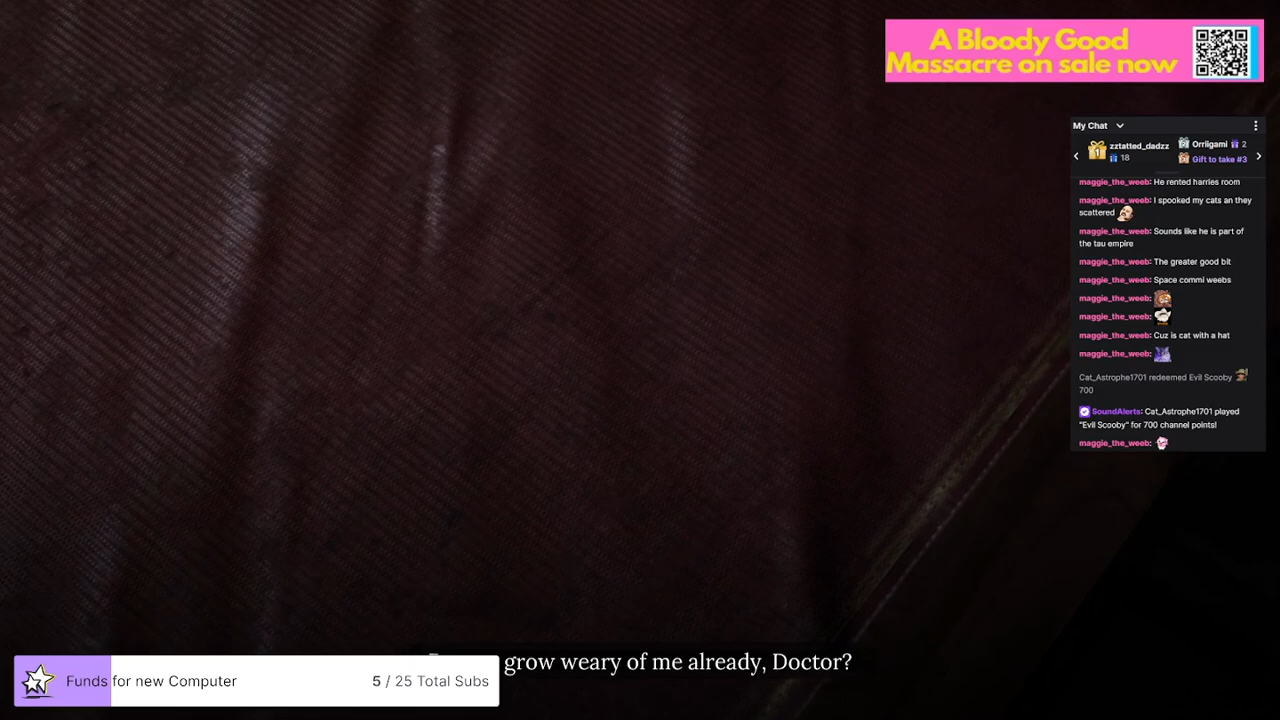 A Bloody Good
Massacre on sale now
My Chat
zztatted_dadzz
18
Orriigami 2
Gift to take #3
maggie_the_weeb: He rented harries room
maggie_the_weeb: I spooked my cats an they
scattered
maggie_the_weeb: Sounds like he is part of
the tau empire
maggie_the_weeb: The greater good bit
maggie_the_weeb: Space commi weebs
maggie_the_weeb:
maggie_the_weeb:
maggie_the_weeb: Cuz is cat with a hat
maggie_the_weeb:
Cat_Astrophe1701 redeemed Evil Scooby
700
SoundAlerts: Cat_Astrophe1701 played
"Evil Scooby" for 700 channel points!
maggie_the_weeb:
grow weary of me already, Doctor?
Funds for new Computer
5 / 25 Total Subs